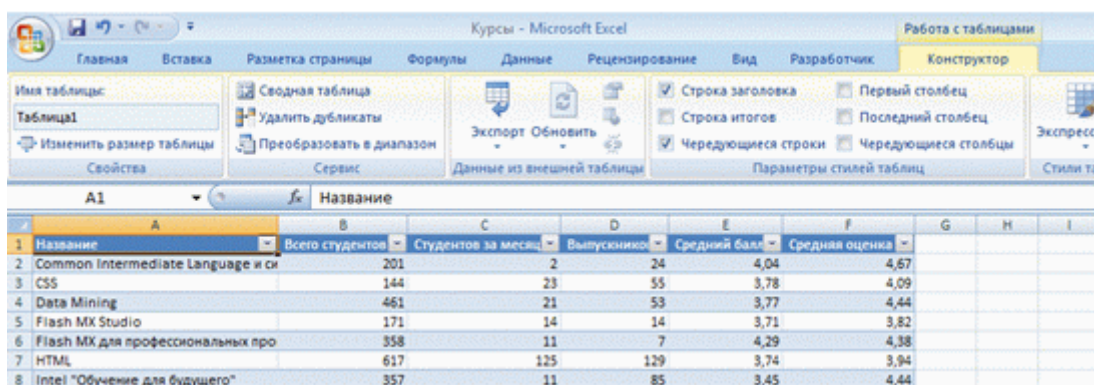 Курсы - Microsoft Excel
Работа с таблицами
Главная Вставка Разметка страницы Формулы Данные Рецензирование Вид Разработчик Конструктор
Имя таблицы:
Таблица1
Изменить размер таблицы
Свойства
Сводная таблица
Удалить дубликаты
Преобразовать в диапазон
Сервис
Экспорт Обновить
Данные из внешней таблицы
Строка заголовка Первый столбец
Строка итогов Последний столбец
Чередующиеся строки Чередующиеся столбцы
Параметры стилей таблиц
Экспресс
Стили та
A1 fx Название
A B C D E F G H I
1 Название Всего студентов Студентов за месяц Выпускников Средний балл Средняя оценка
2 Common Intermediate Language и си 201 2 24 4,04 4,67
3 CSS 144 23 55 3,78 4,09
4 Data Mining 461 21 53 3,77 4,44
5 Flash MX Studio 171 14 14 3,71 3,82
6 Flash MX для профессиональных про 358 11 7 4,29 4,38
7 HTML 617 125 129 3,74 3,94
8 Intel "Обучение для будущего" 357 11 85 3,45 4,44